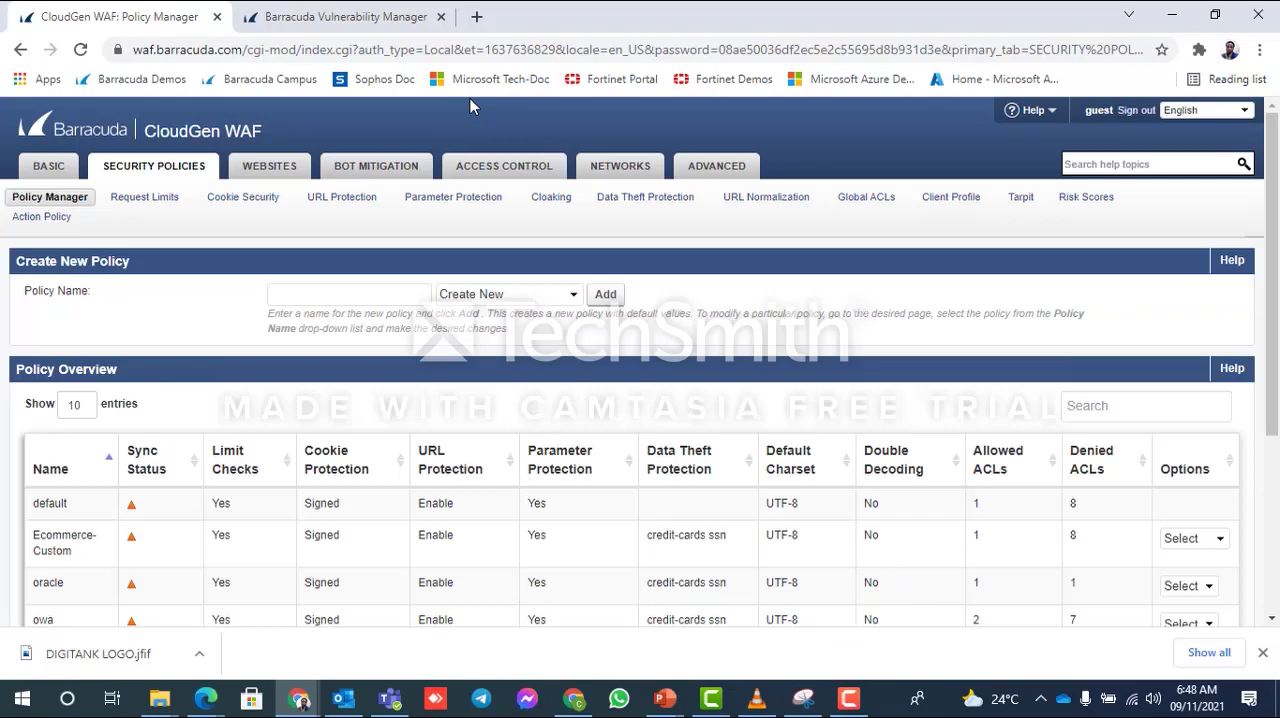 CloudGen WAF: Policy Manager
Barracuda Vulnerability Manager
waf.barracuda.com/cgi-mod/index.cgi?auth_type=Local&et=1637636829&locale=en_US&password=08ae50036df2ec5e2c55695d8b931d3e&primary_tab=SECURITY%20POL...
Apps
Barracuda Demos
Barracuda Campus
Sophos Doc
Microsoft Tech-Doc
Fortinet Portal
Fortinet Demos
Microsoft Azure De...
Home - Microsoft A...
Reading list
Barracuda CloudGen WAF
Help
guest Sign out English
BASIC SECURITY POLICIES WEBSITES BOT MITIGATION ACCESS CONTROL NETWORKS ADVANCED
Search help topics
Policy Manager Request Limits Cookie Security URL Protection Parameter Protection Cloaking Data Theft Protection URL Normalization Global ACLs Client Profile Tarpit Risk Scores
Action Policy
Create New Policy Help
Policy Name: Create New Add
Enter a name for the new policy and click Add . This creates a new policy with default values. To modify a particular policy, go to the desired page, select the policy from the Policy
Name drop-down list and make the desired changes
TechSmith
Policy Overview Help
Show 10 entries Search
MADE WITH CAMTASIA FREE TRIAL
Name Sync Status Limit Checks Cookie Protection URL Protection Parameter Protection Data Theft Protection Default Charset Double Decoding Allowed ACLs Denied ACLs Options
default Yes Signed Enable Yes UTF-8 No 1 8
Ecommerce-Custom Yes Signed Enable Yes credit-cards ssn UTF-8 No 1 8 Select
oracle Yes Signed Enable Yes credit-cards ssn UTF-8 No 1 1 Select
owa Yes Signed Enable Yes credit-cards ssn UTF-8 No 2 7 Select
DIGITANK LOGO.jfif
Show all
24°C
6:48 AM
09/11/2021